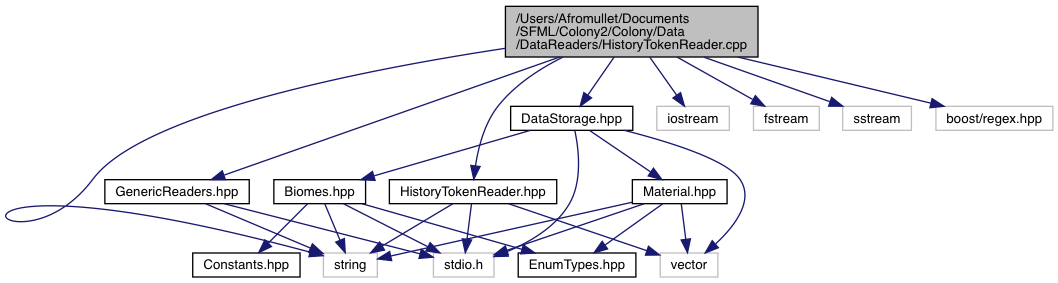 /Users/Afromullet/Documents
/SFML/Colony2/Colony/Data
/DataReaders/HistoryTokenReader.cpp
DataStorage.hpp
iostream
fstream
sstream
boost/regex.hpp
GenericReaders.hpp
Biomes.hpp
HistoryTokenReader.hpp
Material.hpp
Constants.hpp
string
stdio.h
EnumTypes.hpp
vector